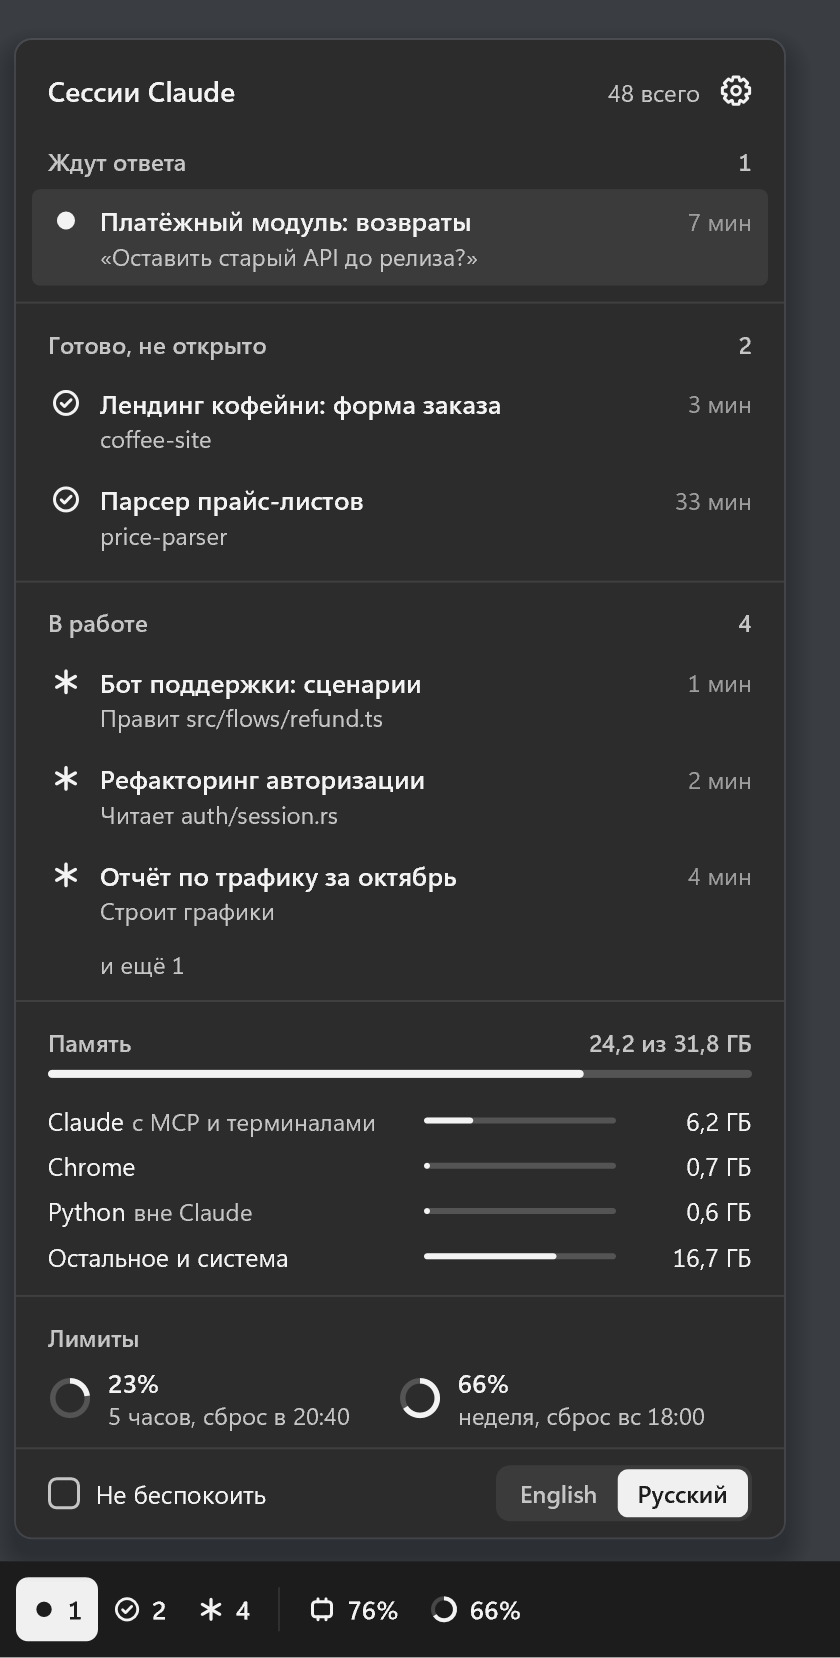 Сессии Claude 48 всего
Ждут ответа 1
Платёжный модуль: возвраты 7 мин
«Оставить старый API до релиза?»
Готово, не открыто 2
Лендинг кофейни: форма заказа 3 мин
coffee-site
Парсер прайс-листов 33 мин
price-parser
В работе 4
Бот поддержки: сценарии 1 мин
Правит src/flows/refund.ts
Рефакторинг авторизации 2 мин
Читает auth/session.rs
Отчёт по трафику за октябрь 4 мин
Строит графики
и ещё 1
Память 24,2 из 31,8 ГБ
Claude с MCP и терминалами 6,2 ГБ
Chrome 0,7 ГБ
Python вне Claude 0,6 ГБ
Остальное и система 16,7 ГБ
Лимиты
23% 66%
5 часов, сброс в 20:40 неделя, сброс вс 18:00
Не беспокоить English Русский
1 2 4 76% 66%